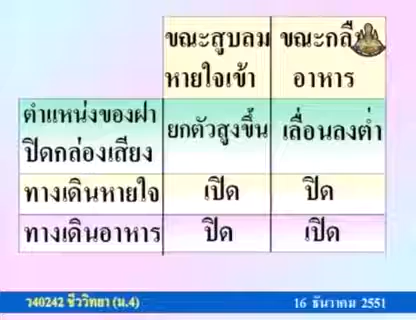 ขณะสูบลม ขณะกลืน
หายใจเข้า อาหาร
ตำแหน่งของฝา
ปิดกล่องเสียง ยกตัวสูงขึ้น เลื่อนลงต่ำ
ทางเดินหายใจ เปิด ปิด
ทางเดินอาหาร ปิด เปิด
ว40242 ชีววิทยา (ม.4) 16 ธันวาคม 2551